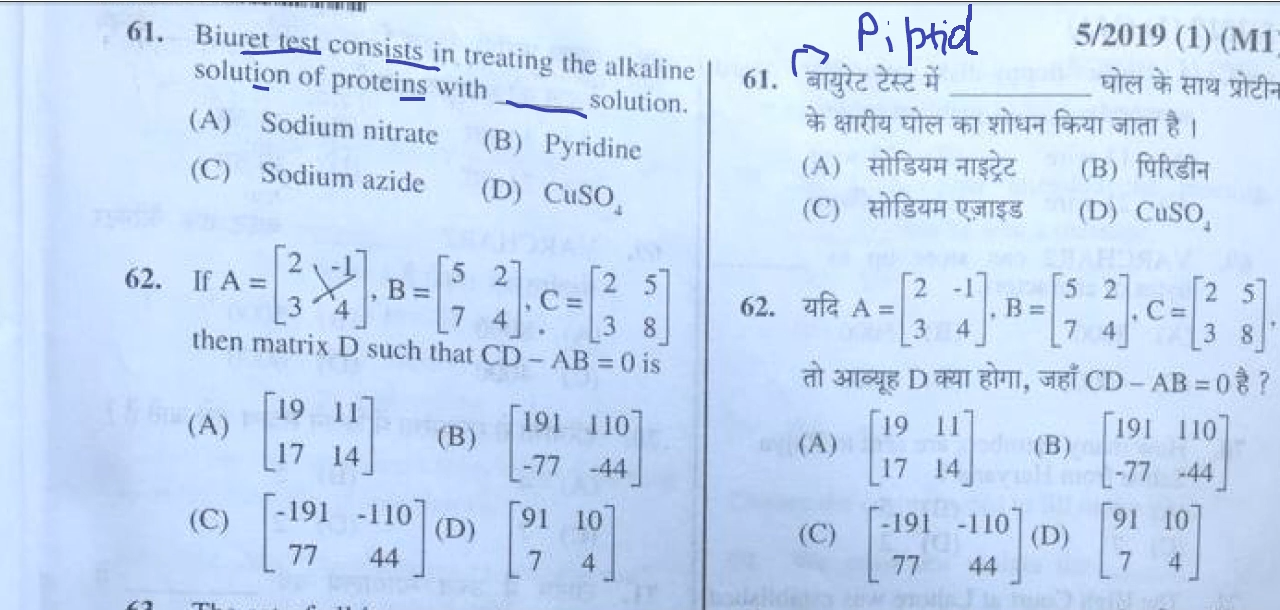 61. Biuret test consists in treating the alkaline
solution of proteins with ______ solution.
(A) Sodium nitrate (B) Pyridine
(C) Sodium azide (D) CuSO₄
62. If A = [2 -1; 3 4], B = [5 2; 7 4], C = [2 5; 3 8]
then matrix D such that CD – AB = 0 is
(A) [19 11; 17 14] (B) [191 110; -77 -44]
(C) [-191 -110; 77 44] (D) [91 10; 7 4]
Piptid
5/2019 (1) (M1)
61. बायुरेट टेस्ट में ____________ घोल के साथ प्रोटीन
के क्षारीय घोल का शोधन किया जाता है ।
(A) सोडियम नाइट्रेट (B) पिरिडीन
(C) सोडियम एज़ाइड (D) CuSO₄
62. यदि A = [2 -1; 3 4], B = [5 2; 7 4], C = [2 5; 3 8],
तो आव्यूह D क्या होगा, जहाँ CD – AB = 0 है ?
(A) [19 11; 17 14] (B) [191 110; -77 -44]
(C) [-191 -110; 77 44] (D) [91 10; 7 4]